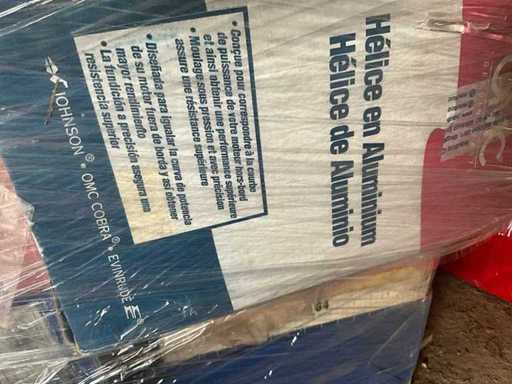 Hélice en Aluminium
Hélice de Aluminio
• Conçue pour correspondre à la courbe
de puissance de votre moteur hors-bord
et ainsi obtenir une performance supérieure
• Moulage sous pression et avec précision
assure une résistance supérieure
• Diseñada para igualar la curva de potencia
de su motor fuera de borda y así obtener
mayor rendimiento
• La fundición a precisión asegura una
resistencia superior
JOHNSON® • OMC COBRA® • EVINRUDE E®
64